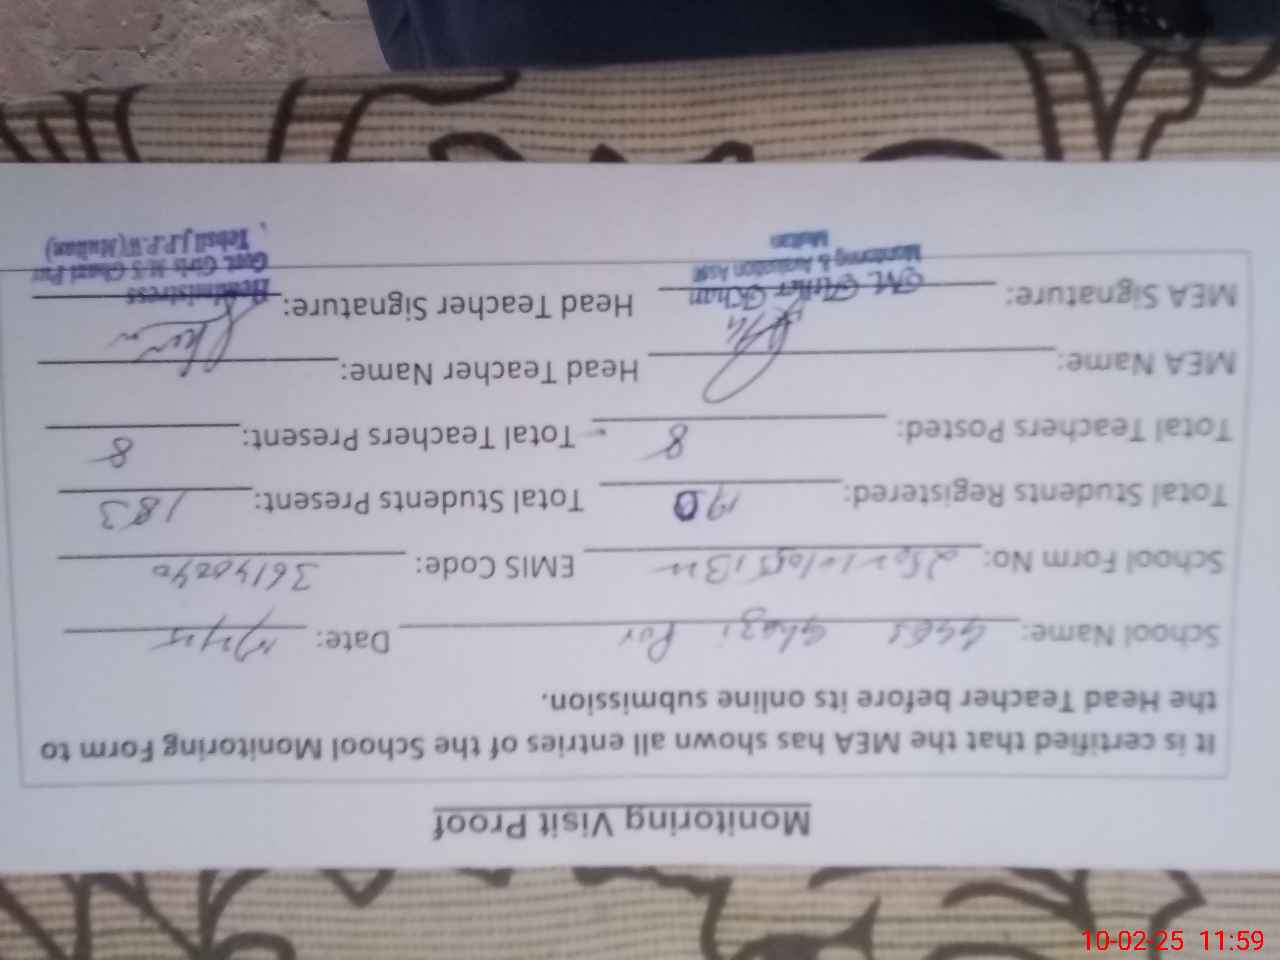 Monitoring Visit Proof
It is certified that the MEA has shown all entries of the School Monitoring Form to
the Head Teacher before its online submission.
School Name: GGES Ghazi Pur Date:
School Form No: EMIS Code: 36140040
Total Students Registered: 190 Total Students Present: 183
Total Teachers Posted: 8 Total Teachers Present: 8
MEA Name: Head Teacher Name:
MEA Signature: Head Teacher Signature:
Khan Headmistress
Monitoring & Evaluation Asstt Govt. Girls M/S Ghazi Pur
Multan Tehsil J.P.P.W (Multan)
10-02-25 11:59